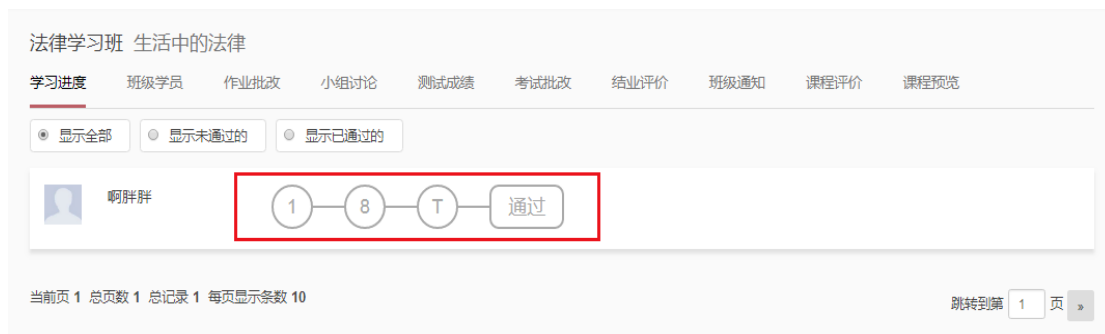 法律学习班 生活中的法律
学习进度 班级学员 作业批改 小组讨论 测试成绩 考试批改 结业评价 班级通知 课程评价 课程预览
显示全部 显示未通过的 显示已通过的
啊胖胖 1 8 T 通过
当前页 1 总页数 1 总记录 1 每页显示条数 10
跳转到第 1 页 »